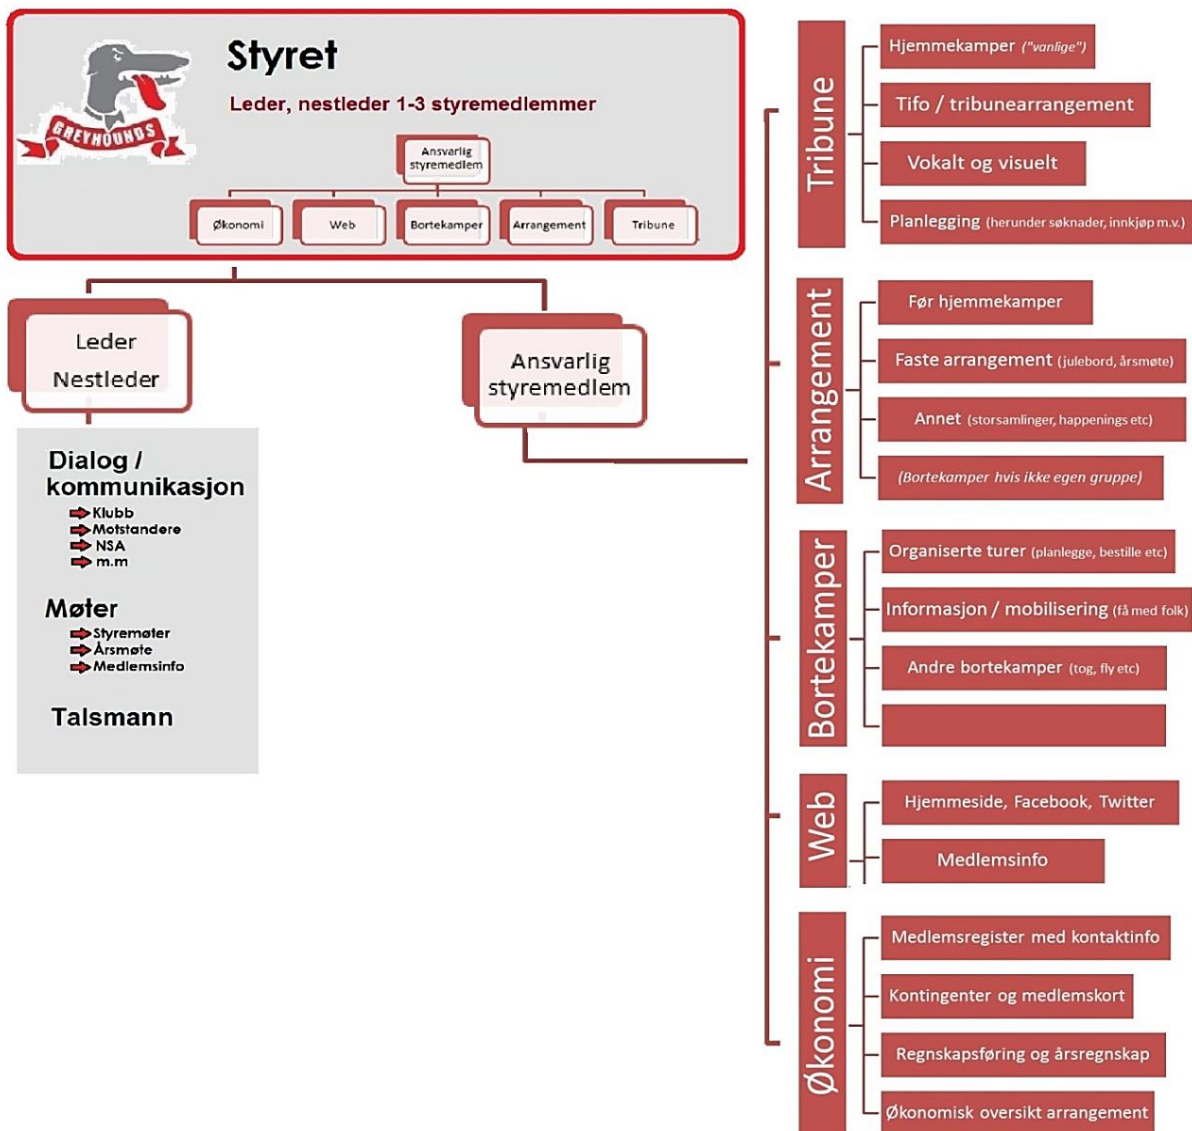 GREYHOUNDS
Styret
Leder, nestleder 1-3 styremedlemmer
Ansvarlig
styremedlem
Økonomi
Web
Bortekamper
Arrangement
Tribune
Leder
Nestleder
Ansvarlig
styremedlem
Dialog /
kommunikasjon
Klubb
Motstandere
NSA
m.m
Møter
Styremøter
Årsmøte
Medlemsinfo
Talsmann
Tribune
Hjemmekamper ("vanlige")
Tifo / tribunearrangement
Vokalt og visuelt
Planlegging (herunder søknader, innkjøp m.v.)
Arrangement
Før hjemmekamper
Faste arrangement (julebord, årsmøte)
Annet (storsamlinger, happenings etc)
(Bortekamper hvis ikke egen gruppe)
Bortekamper
Organiserte turer (planlegge, bestille etc)
Informasjon / mobilisering (få med folk)
Andre bortekamper (tog, fly etc)
Web
Hjemmeside, Facebook, Twitter
Medlemsinfo
Økonomi
Medlemsregister med kontaktinfo
Kontingenter og medlemskort
Regnskapsføring og årsregnskap
Økonomisk oversikt arrangement